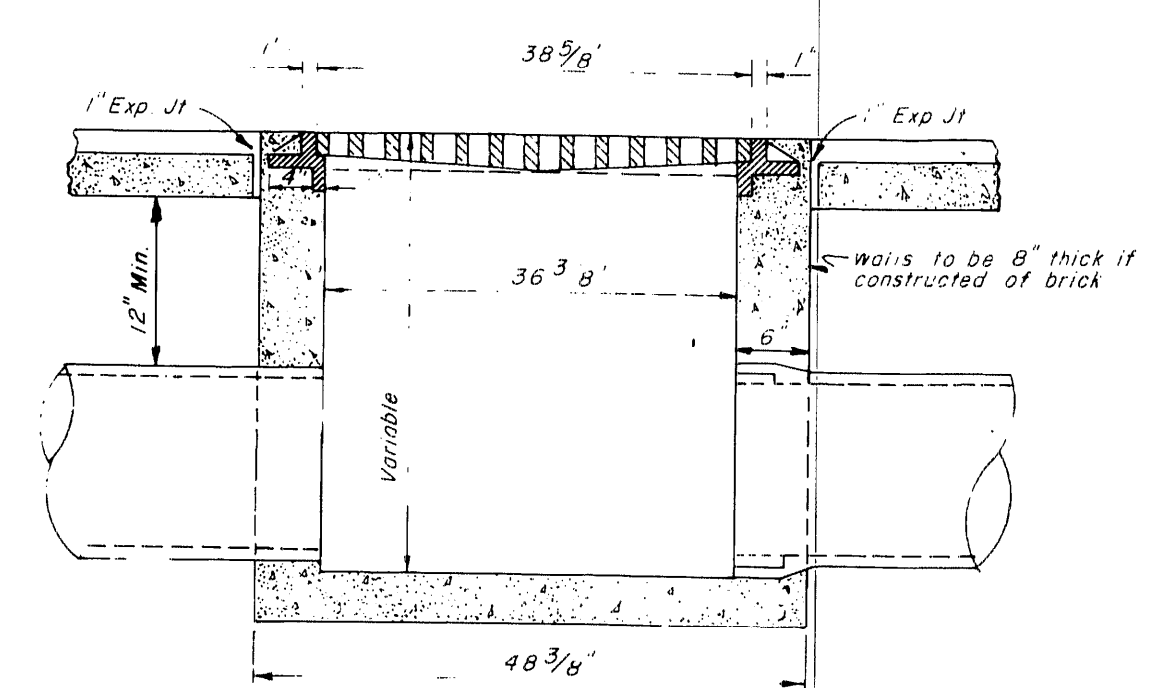 1' 38 5/8' 1"
1" Exp. Jt
1" Exp Jt
4"
12" Min.
36 3 8'
walls to be 8" thick if
constructed of brick
6"
Variable
48 3/8"